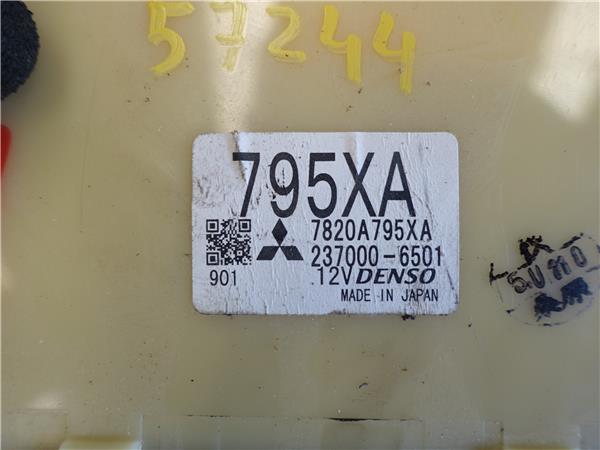 57244
795XA
7820A795XA
237000-6501
901
12V DENSO
MADE IN JAPAN